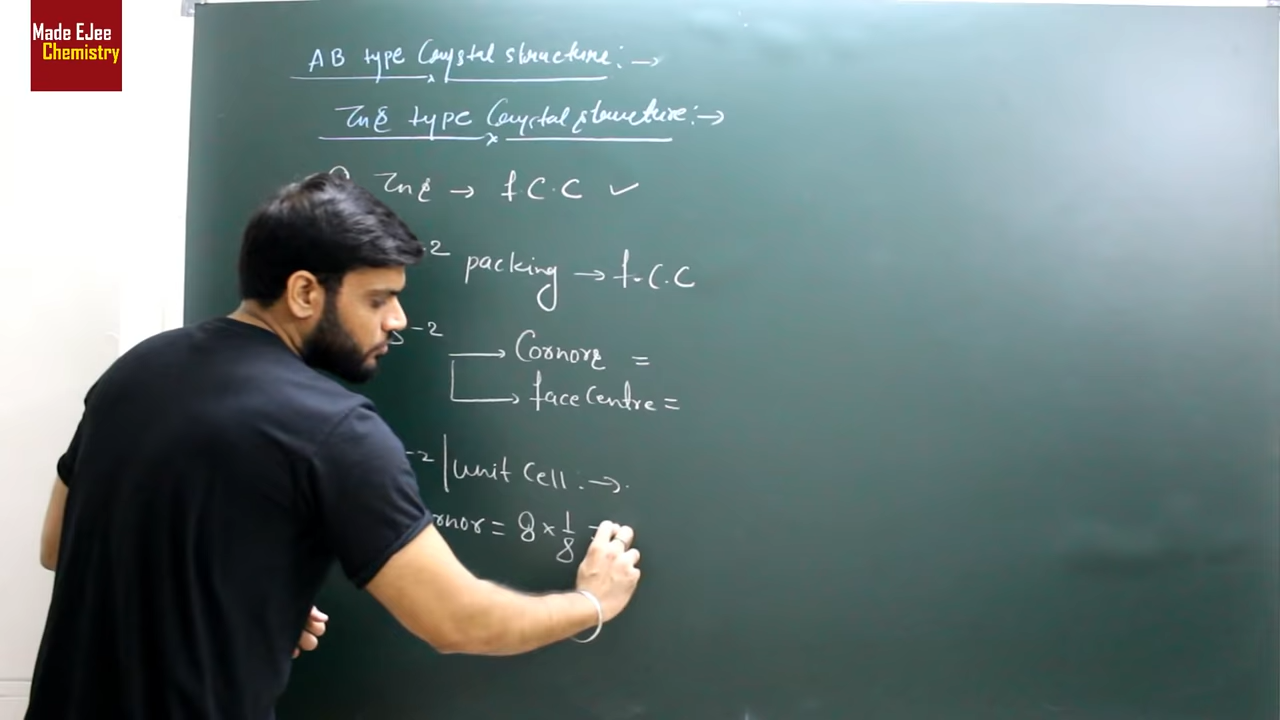 Made EJee
Chemistry
AB type Crystal structure:→
ZnS type Crystal structure:→
ZnS → f.C.C ✓
-2 packing → f.C.C
S-2 → Cornors =
→ face Centre =
-2 | Unit Cell:→.
rnor = 8 × 1/8 =